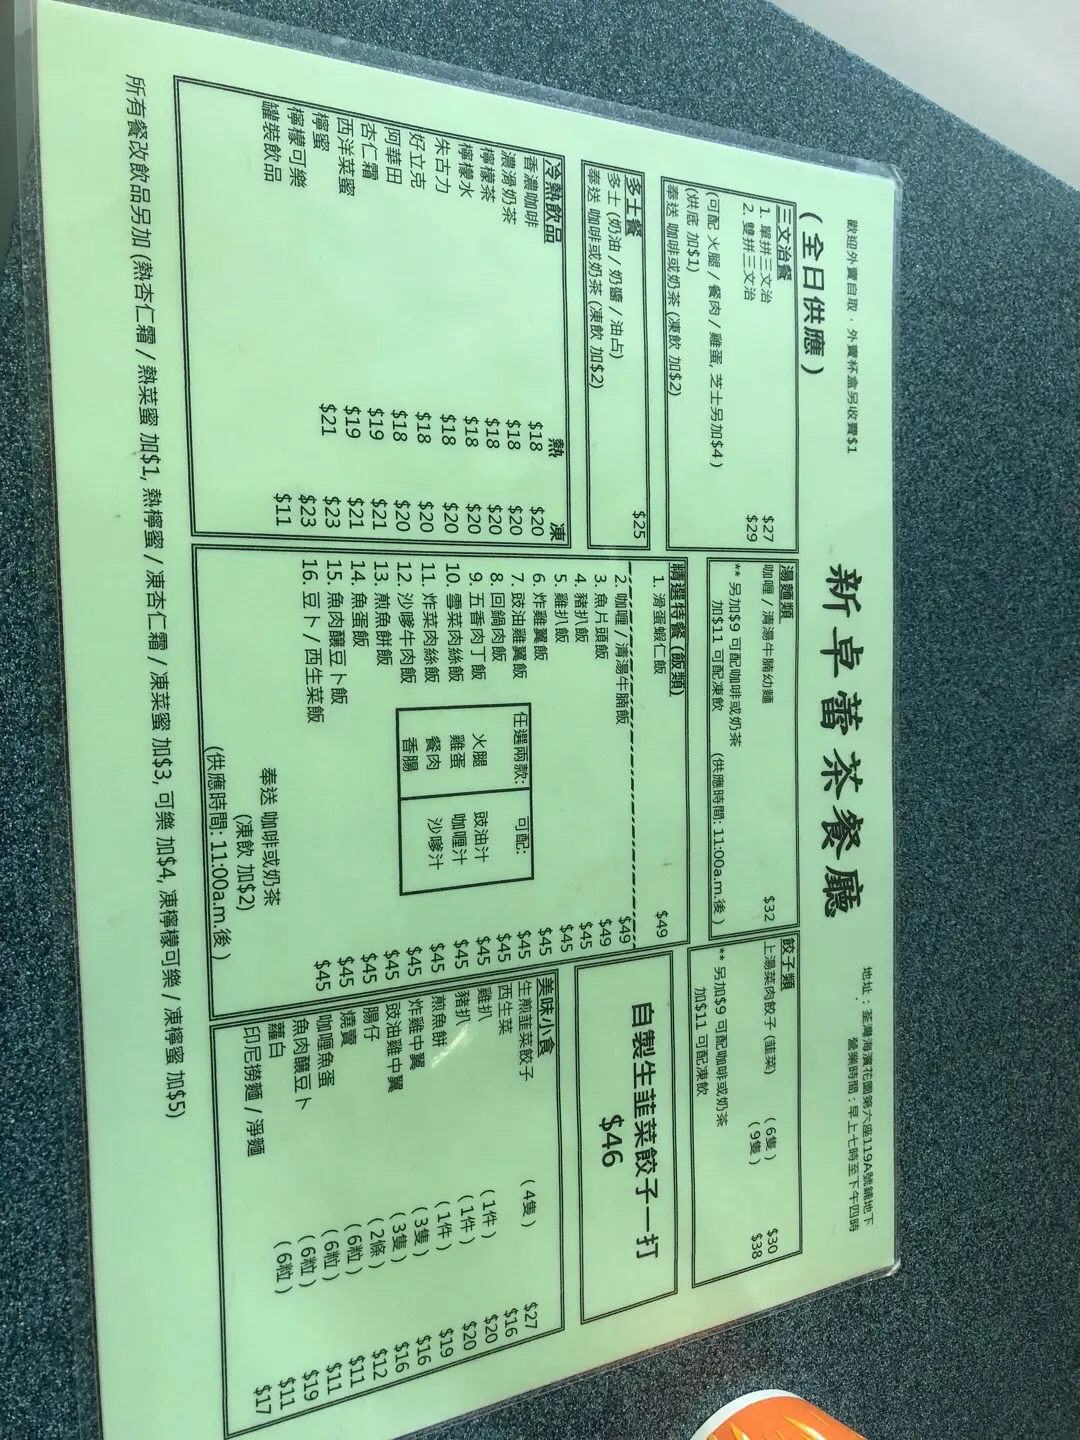 歡迎外賣自取．外賣杯盒另收費$1
新卓蕾茶餐廳
地址：荃灣海濱花園第六座119A號舖地下
營業時間：早上七時至下午四時
(全日供應)
三文治餐
1. 單拼三文治 $27
2. 雙拼三文治 $29
(可配 火腿 / 餐肉 / 雞蛋, 芝士另加$4)
(烘底 加$1)
奉送 咖啡或奶茶 (凍飲 加$2)
多士餐
多士 (奶油 / 奶醬 / 油占) $25
奉送 咖啡或奶茶 (凍飲 加$2)
冷熱飲品 熱 凍
香濃咖啡 $18 $20
濃滑奶茶 $18 $20
檸檬茶 $18 $20
檸檬水 $18 $20
朱古力 $18 $20
好立克 $18 $20
阿華田 $18 $20
杏仁霜 $19 $21
西洋菜蜜 $19 $21
檸蜜 $21 $23
檸檬可樂 $23
罐裝飲品 $11
湯麵類
咖喱 / 清湯牛腩幼麵 $32
** 另加$9 可配咖啡或奶茶
加$11 可配凍飲 (供應時間: 11:00a.m.後)
精選特餐 (飯類)
1. 滑蛋蝦仁飯 $49
2. 咖喱 / 清湯牛腩飯 $49
3. 魚片頭飯 $49
4. 豬扒飯 $45
5. 雞扒飯 $45
6. 炸雞翼飯 $45
7. 豉油雞翼飯 $45
8. 回鍋肉飯 $45
9. 五香肉丁飯 $45
10. 雪菜肉絲飯 $45
11. 炸菜肉絲飯 $45
12. 沙嗲牛肉飯 $45
13. 煎魚餅飯 $45
14. 魚蛋飯 $45
15. 魚肉釀豆卜飯 $45
16. 豆卜 / 西生菜飯 $45
任選兩款: 可配:
火腿 豉油汁
雞蛋 咖喱汁
餐肉 沙嗲汁
香腸
奉送 咖啡或奶茶
(凍飲 加$2)
(供應時間: 11:00a.m.後)
餃子類
上湯菜肉餃子 (韭菜) (6隻) $30
(9隻) $38
** 另加$9 可配咖啡或奶茶
加$11 可配凍飲
自製生韭菜餃子一打
$46
美味小食
生煎韭菜餃子 (4隻) $27
西生菜 $16
雞扒 (1件) $20
豬扒 (1件) $20
煎魚餅 (1件) $19
炸雞中翼 (3隻) $16
豉油雞中翼 (3隻) $16
腸仔 (2條) $12
燒賣 (6粒) $11
咖喱魚蛋 (6粒) $11
魚肉釀豆卜 (6粒) $19
蘿白 (6粒) $11
印尼撈麵 / 淨麵 $17
所有餐改飲品另加 (熱杏仁霜 / 熱菜蜜 加$1, 熱檸蜜 / 凍杏仁霜 / 凍菜蜜 加$3, 可樂 加$4, 凍檸檬可樂 / 凍檸蜜 加$5)